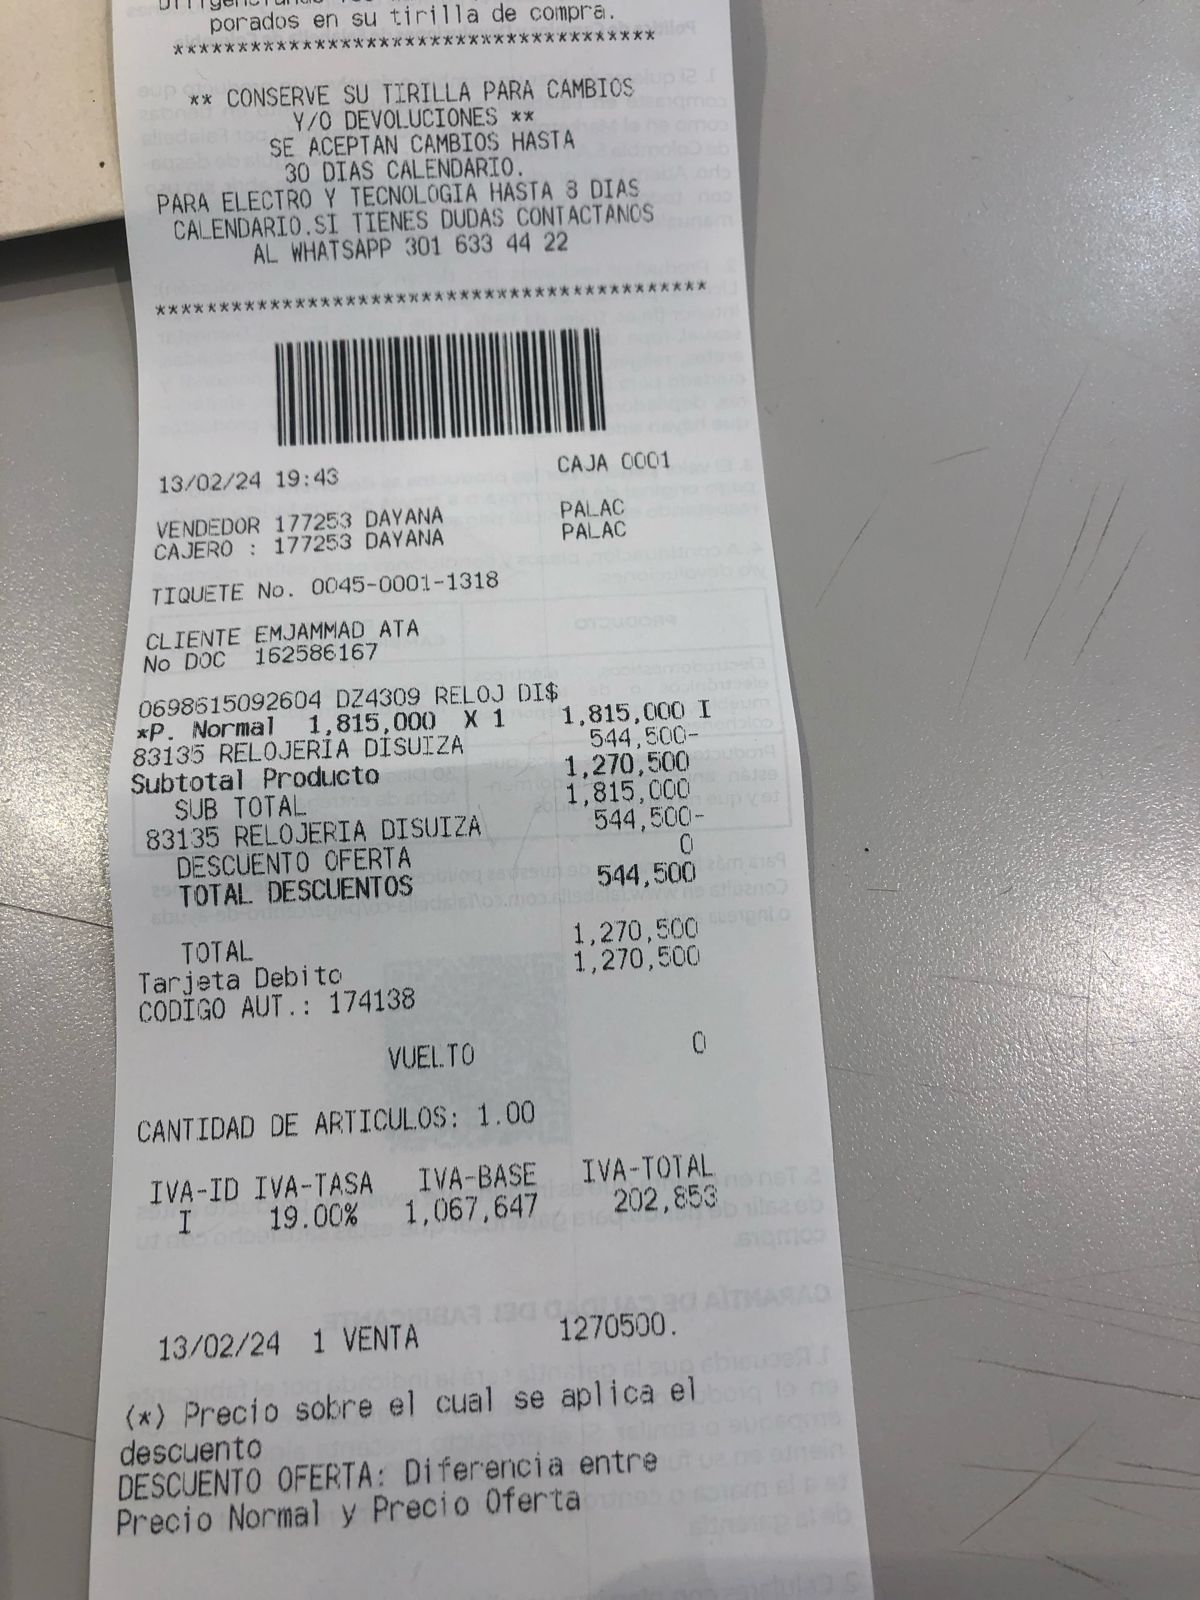 porados en su tirilla de compra.
****************************************
** CONSERVE SU TIRILLA PARA CAMBIOS
Y/O DEVOLUCIONES **
SE ACEPTAN CAMBIOS HASTA
30 DIAS CALENDARIO.
PARA ELECTRO Y TECNOLOGIA HASTA 8 DIAS
CALENDARIO.SI TIENES DUDAS CONTACTANOS
AL WHATSAPP 301 633 44 22
********************************************
13/02/24 19:43 CAJA 0001
VENDEDOR 177253 DAYANA PALAC
CAJERO : 177253 DAYANA PALAC
TIQUETE No. 0045-0001-1318
CLIENTE EMJAMMAD ATA
No DOC 162586167
0698615092604 DZ4309 RELOJ DI$
*P. Normal 1,815,000 X 1 1,815,000 I
83135 RELOJERIA DISUIZA 544,500-
Subtotal Producto 1,270,500
SUB TOTAL 1,815,000
83135 RELOJERIA DISUIZA 544,500-
DESCUENTO OFERTA 0
TOTAL DESCUENTOS 544,500
TOTAL 1,270,500
Tarjeta Debito 1,270,500
CODIGO AUT.: 174138
VUELTO 0
CANTIDAD DE ARTICULOS: 1.00
IVA-ID IVA-TASA IVA-BASE IVA-TOTAL
I 19.00% 1,067,647 202,853
13/02/24 1 VENTA 1270500.
(*) Precio sobre el cual se aplica el
descuento
DESCUENTO OFERTA: Diferencia entre
Precio Normal y Precio Oferta